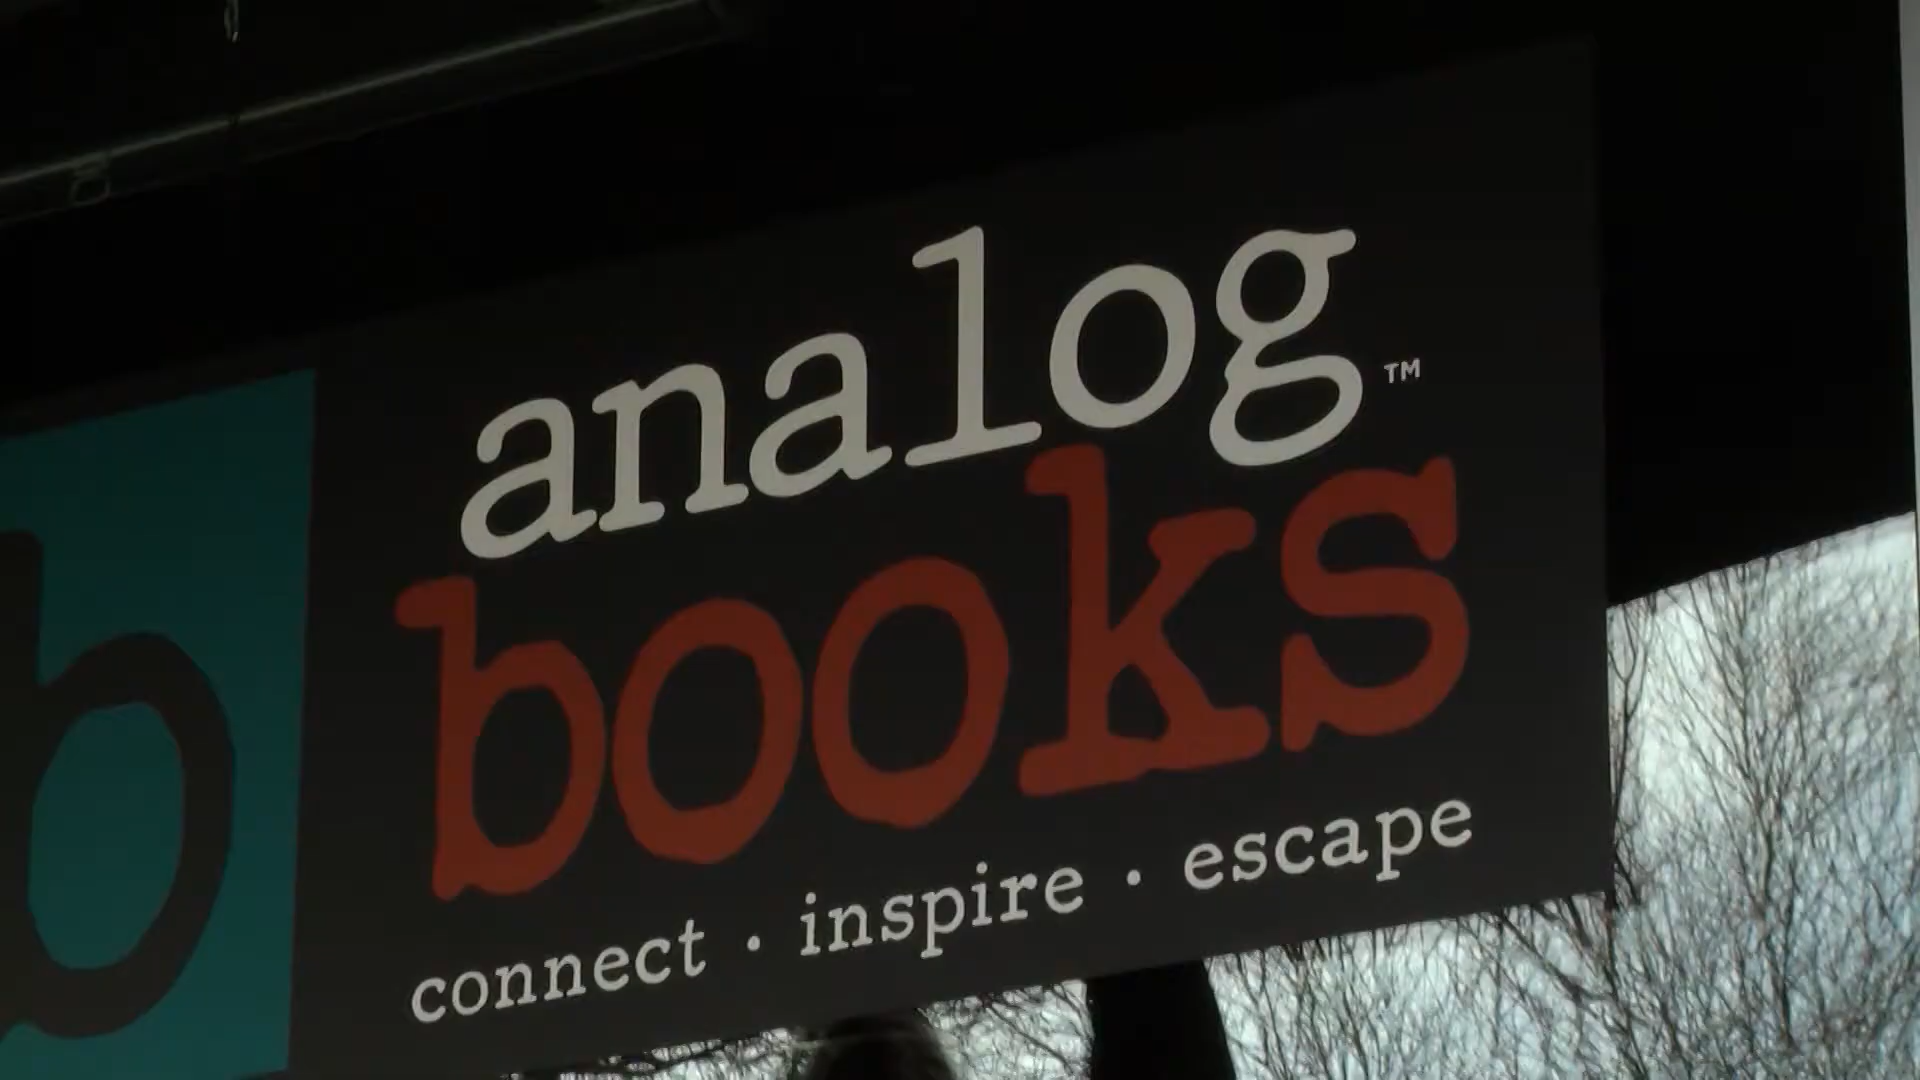 b
analog™
books
connect · inspire · escape